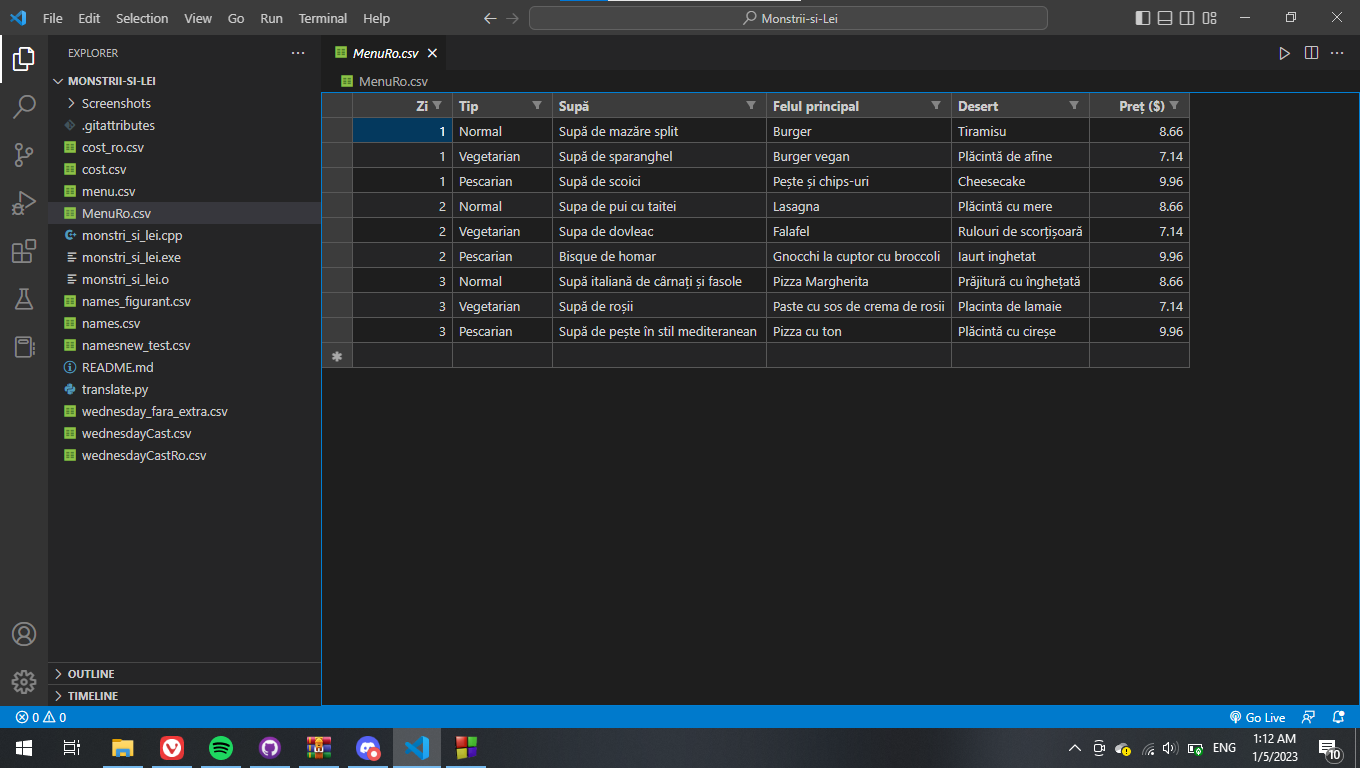 File Edit Selection View Go Run Terminal Help
Monstrii-si-Lei
EXPLORER
MONSTRII-SI-LEI
Screenshots
.gitattributes
cost_ro.csv
cost.csv
menu.csv
MenuRo.csv
monstri_si_lei.cpp
monstri_si_lei.exe
monstri_si_lei.o
names_figurant.csv
names.csv
namesnew_test.csv
README.md
translate.py
wednesday_fara_extra.csv
wednesdayCast.csv
wednesdayCastRo.csv
OUTLINE
TIMELINE
MenuRo.csv
MenuRo.csv
Zi Tip Supă Felul principal Desert Preț ($)
1 Normal Supă de mazăre split Burger Tiramisu 8.66
1 Vegetarian Supă de sparanghel Burger vegan Plăcintă de afine 7.14
1 Pescarian Supă de scoici Pește și chips-uri Cheesecake 9.96
2 Normal Supa de pui cu taitei Lasagna Plăcintă cu mere 8.66
2 Vegetarian Supa de dovleac Falafel Rulouri de scorțișoară 7.14
2 Pescarian Bisque de homar Gnocchi la cuptor cu broccoli Iaurt inghetat 9.96
3 Normal Supă italiană de cârnați și fasole Pizza Margherita Prăjitură cu înghețată 8.66
3 Vegetarian Supă de roșii Paste cu sos de crema de rosii Placinta de lamaie 7.14
3 Pescarian Supă de pește în stil mediteranean Pizza cu ton Plăcintă cu cireșe 9.96
0 0
Go Live
ENG
1:12 AM
1/5/2023
10